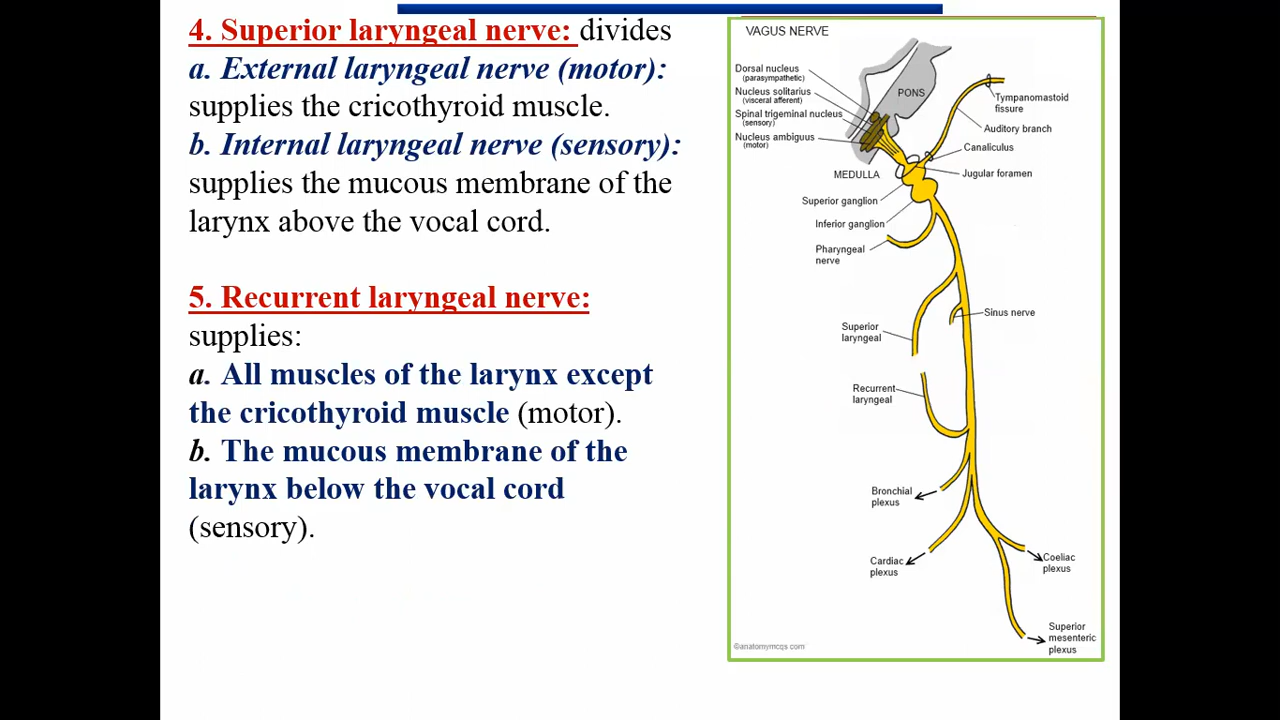 4. Superior laryngeal nerve: divides
a. External laryngeal nerve (motor):
supplies the cricothyroid muscle.
b. Internal laryngeal nerve (sensory):
supplies the mucous membrane of the
larynx above the vocal cord.
5. Recurrent laryngeal nerve:
supplies:
a. All muscles of the larynx except
the cricothyroid muscle (motor).
b. The mucous membrane of the
larynx below the vocal cord
(sensory).
VAGUS NERVE
Dorsal nucleus
(parasympathetic)
Nucleus solitarius
(visceral afferent)
Spinal trigeminal nucleus
(sensory)
Nucleus ambiguus
(motor)
PONS
MEDULLA
Tympanomastoid
fissure
Auditory branch
Canaliculus
Jugular foramen
Superior ganglion
Inferior ganglion
Pharyngeal
nerve
Sinus nerve
Superior
laryngeal
Recurrent
laryngeal
Bronchial
plexus
Cardiac
plexus
Coeliac
plexus
Superior
mesenteric
plexus
©anatomymcqs com